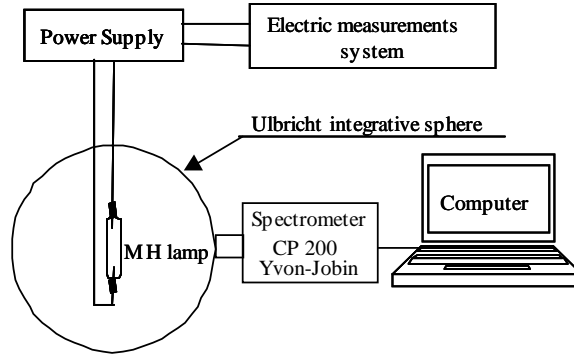 Power Supply
Electric measurements
system
Ulbricht integrative sphere
MH lamp
Spectrometer
CP 200
Yvon-Jobin
Computer